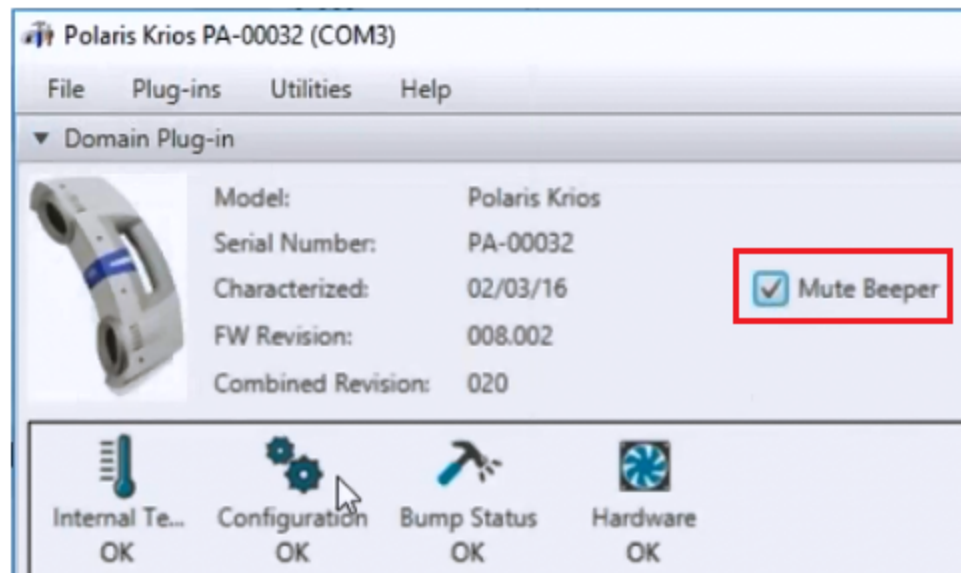 Polaris Krios PA-00032 (COM3)
File Plug-ins Utilities Help
Domain Plug-in
Model: Polaris Krios
Serial Number: PA-00032
Characterized: 02/03/16
Mute Beeper
FW Revision: 008.002
Combined Revision: 020
Internal Te... Configuration Bump Status Hardware
OK OK OK OK